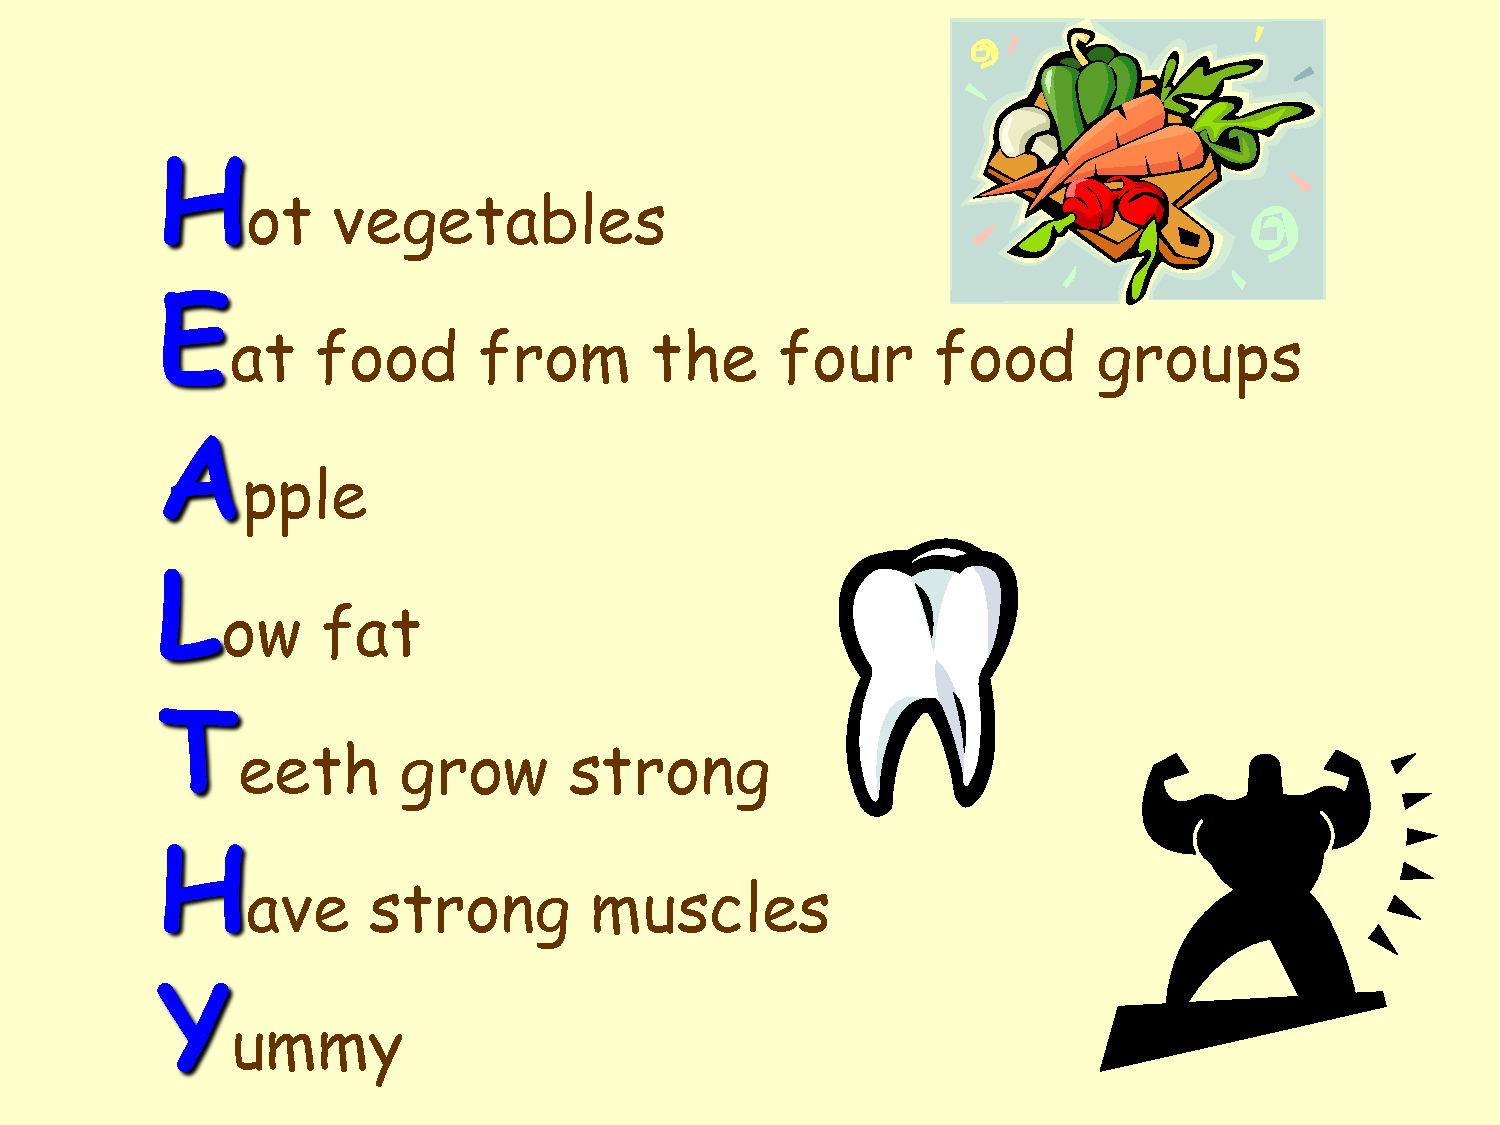 Hot vegetables
Eat food from the four food groups
Apple
Low fat
Teeth grow strong
Have strong muscles
Yummy